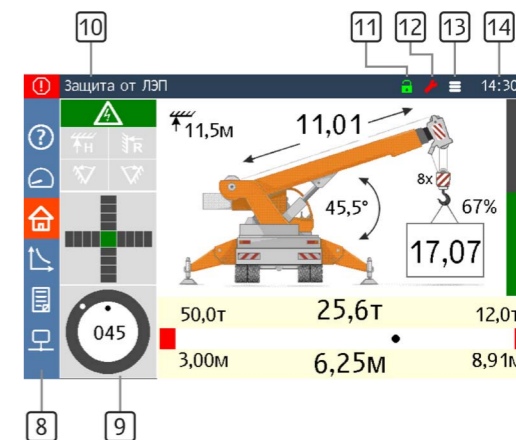 10
11
12
13
14
Защита от ЛЭП
14:30
H
R
11,5м
11,01
8x
45,5°
67%
17,07
045
50,0т
25,6т
12,0т
3,00м
6,25м
8,91м
8
9